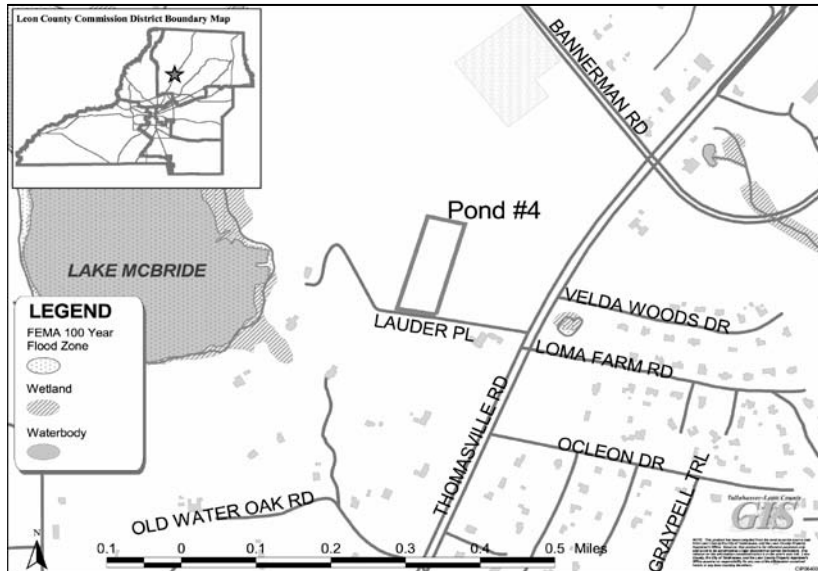 Leon County Commission District Boundary Map
BANNERMAN RD
Pond #4
LAKE MCBRIDE
LEGEND
FEMA 100 Year
Flood Zone
Wetland
Waterbody
LAUDER PL
VELDA WOODS DR
LOMA FARM RD
THOMASVILLE RD
OCLEON DR
GRAYPELL TRL
OLD WATER OAK RD
Tallahassee-Leon County
GIS
N
0.1 0 0.1 0.2 0.3 0.4 0.5 Miles